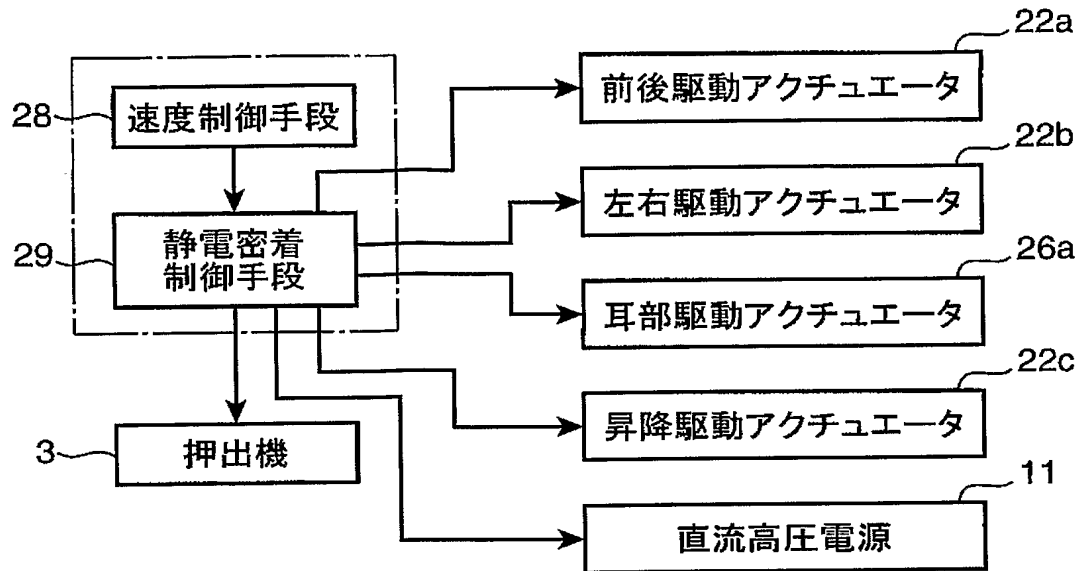 22a
前後駆動アクチュエータ
28
速度制御手段
22b
左右駆動アクチュエータ
29
静電密着
制御手段
26a
耳部駆動アクチュエータ
22c
昇降駆動アクチュエータ
3
押出機
11
直流高圧電源